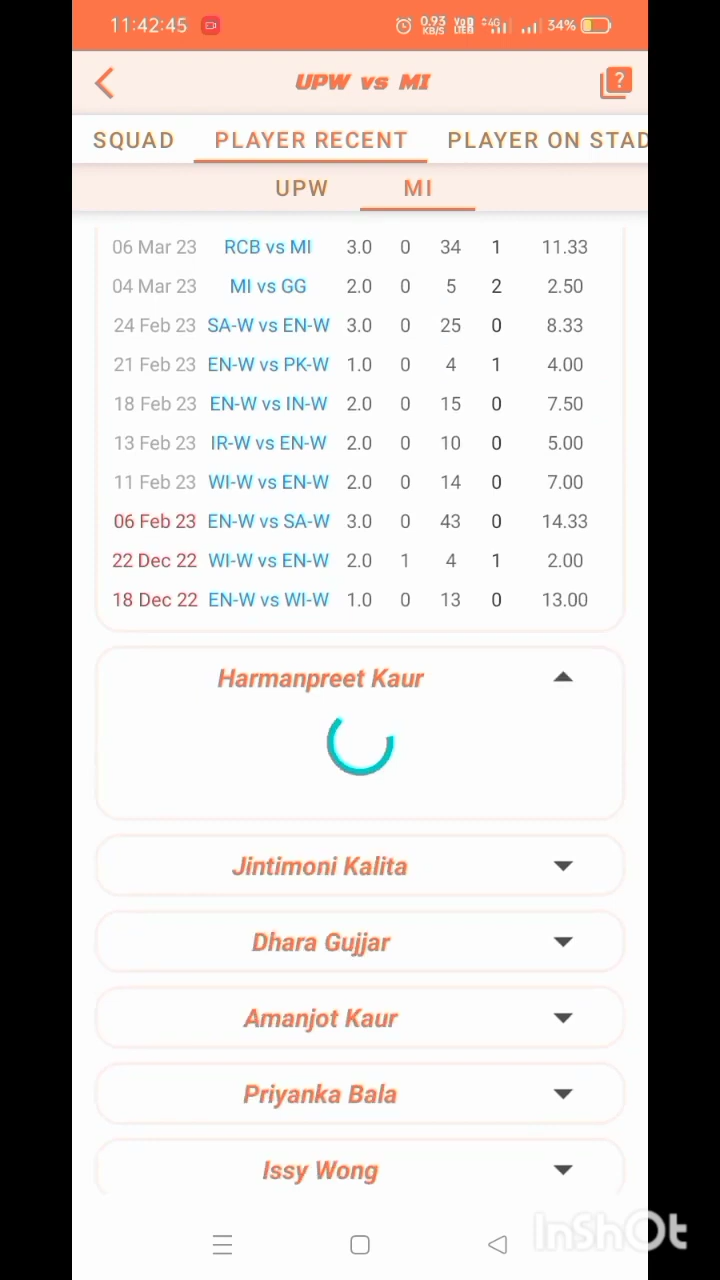 11:42:45 0.93 KB/S VoD LTE 4G 34%
UPW vs MI ?
SQUAD PLAYER RECENT PLAYER ON STAD
UPW MI
06 Mar 23 RCB vs MI 3.0 0 34 1 11.33
04 Mar 23 MI vs GG 2.0 0 5 2 2.50
24 Feb 23 SA-W vs EN-W 3.0 0 25 0 8.33
21 Feb 23 EN-W vs PK-W 1.0 0 4 1 4.00
18 Feb 23 EN-W vs IN-W 2.0 0 15 0 7.50
13 Feb 23 IR-W vs EN-W 2.0 0 10 0 5.00
11 Feb 23 WI-W vs EN-W 2.0 0 14 0 7.00
06 Feb 23 EN-W vs SA-W 3.0 0 43 0 14.33
22 Dec 22 WI-W vs EN-W 2.0 1 4 1 2.00
18 Dec 22 EN-W vs WI-W 1.0 0 13 0 13.00
Harmanpreet Kaur
Jintimoni Kalita
Dhara Gujjar
Amanjot Kaur
Priyanka Bala
Issy Wong
InShOt